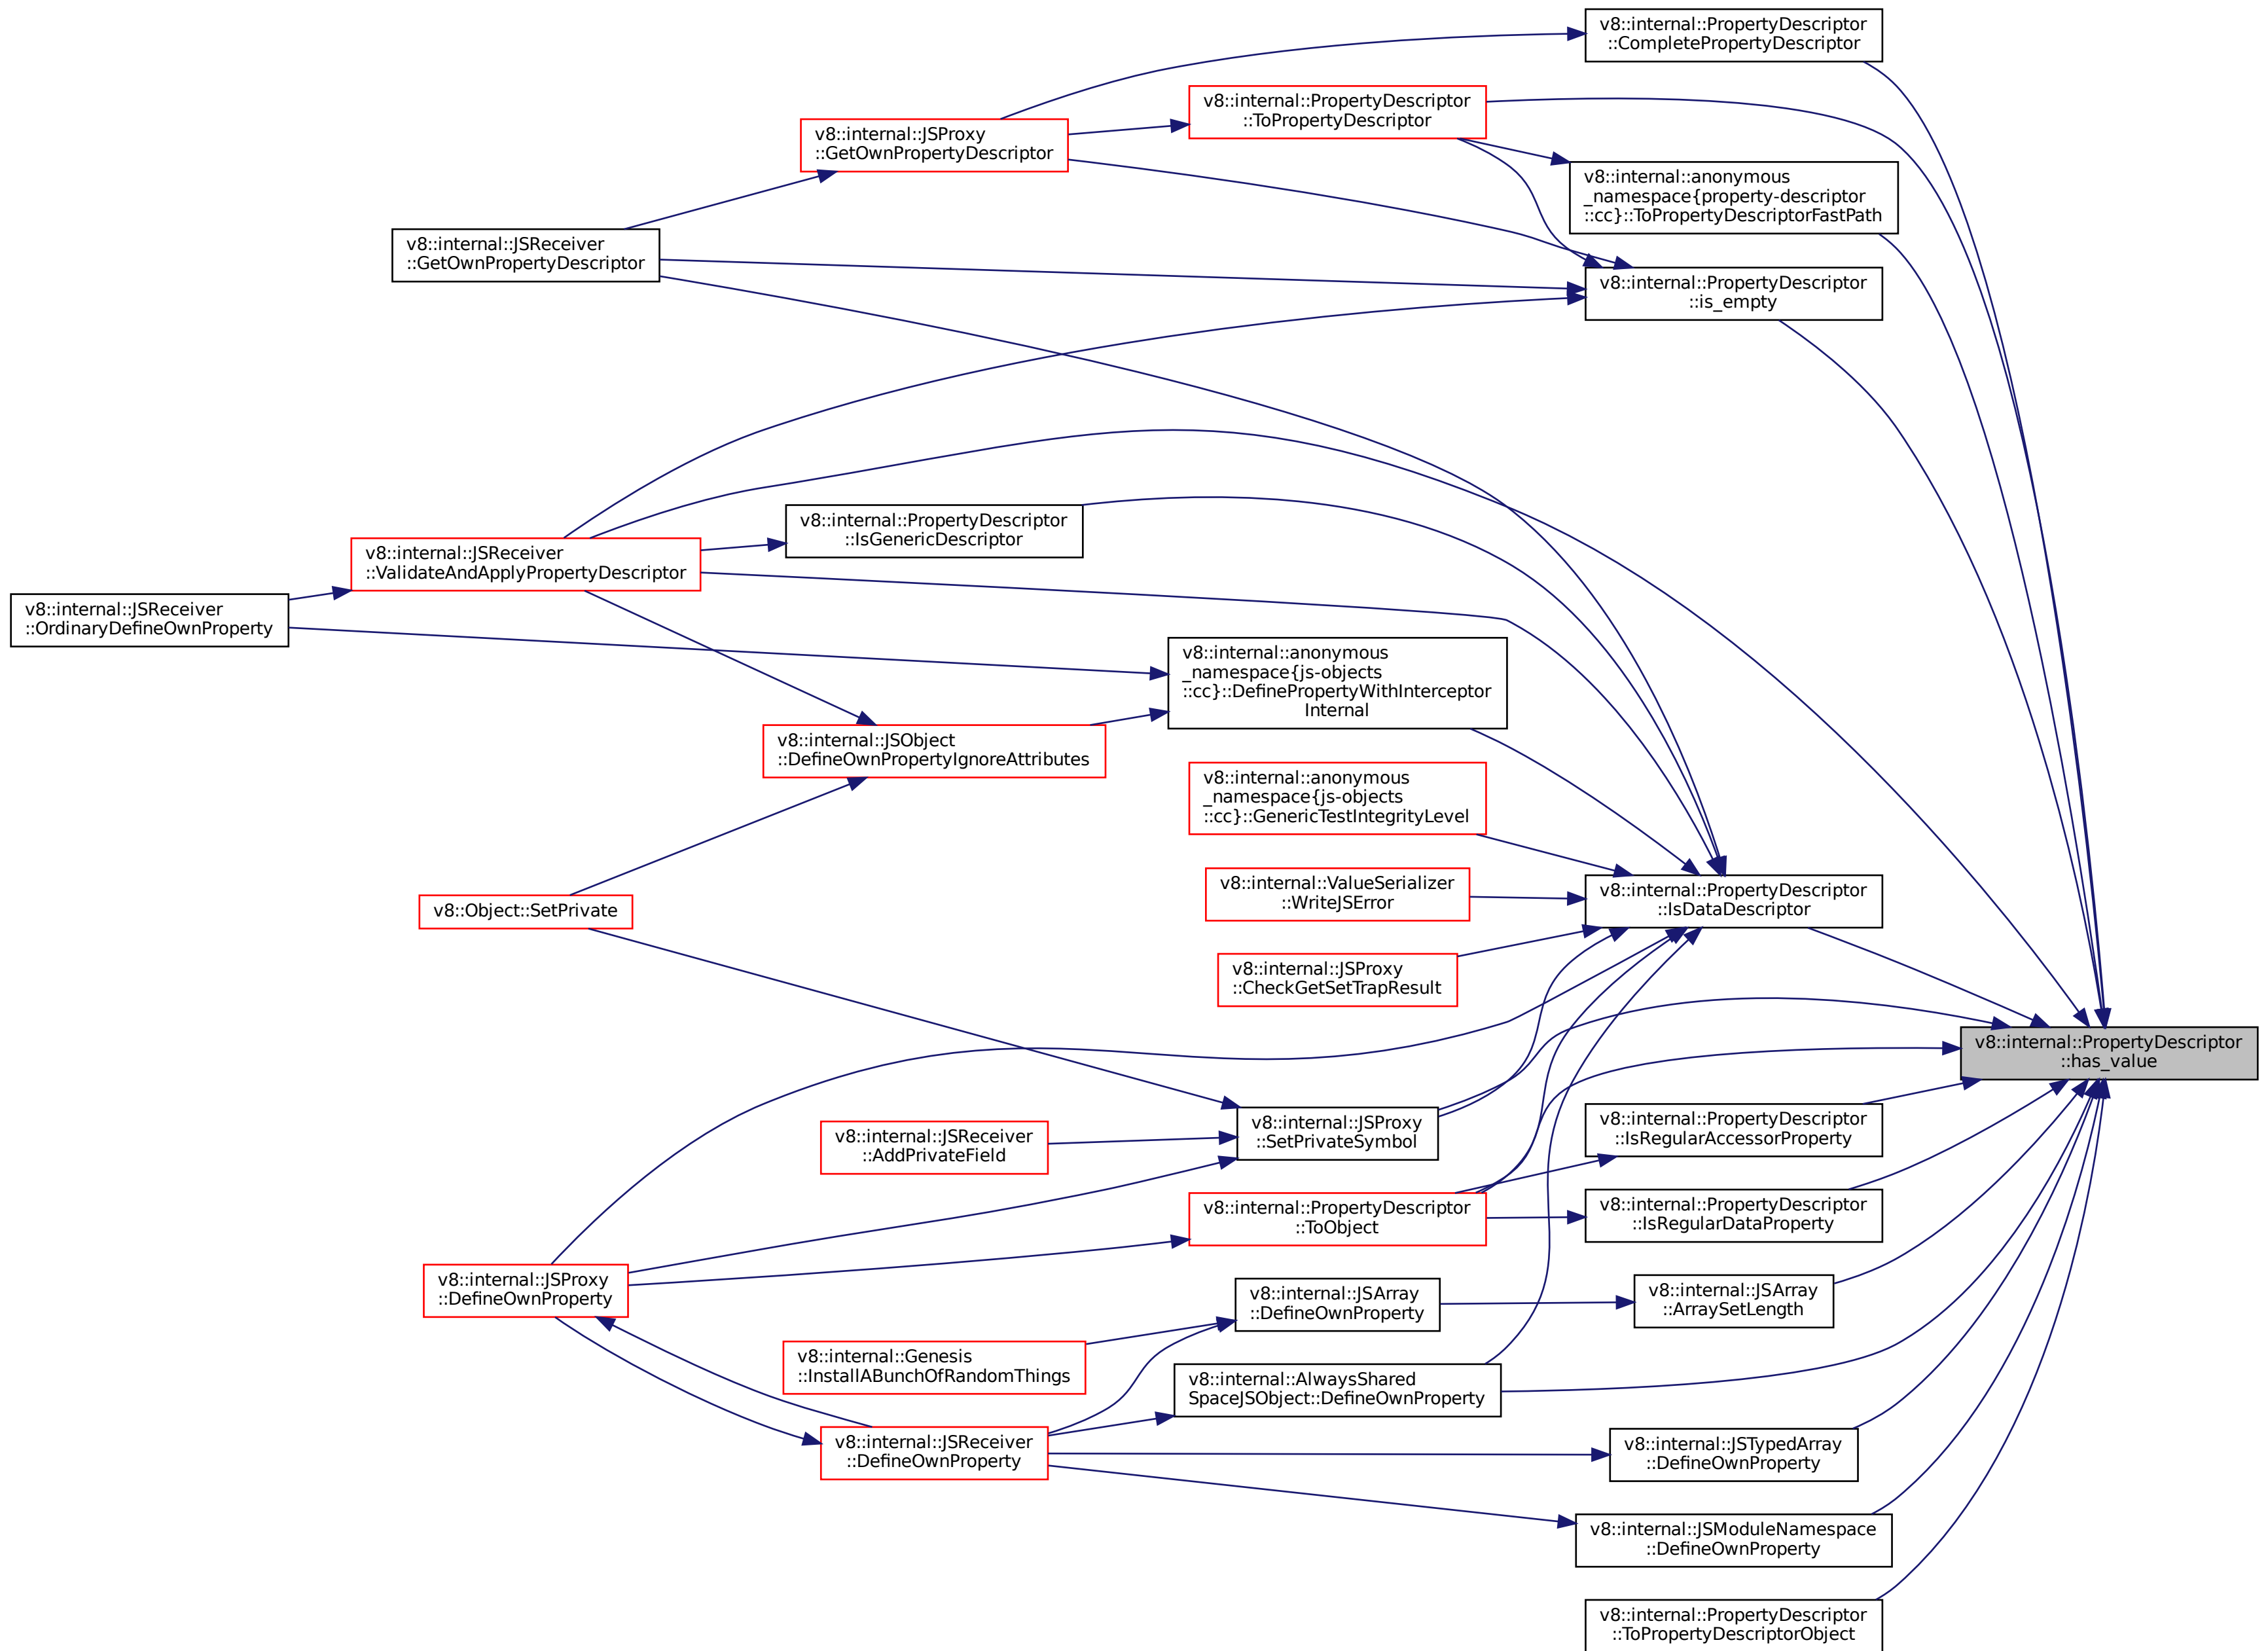 v8::internal::PropertyDescriptor
::CompletePropertyDescriptor
v8::internal::PropertyDescriptor
::ToPropertyDescriptor
v8::internal::JSProxy
::GetOwnPropertyDescriptor
v8::internal::anonymous
_namespace{property-descriptor
::cc}::ToPropertyDescriptorFastPath
v8::internal::JSReceiver
::GetOwnPropertyDescriptor
v8::internal::PropertyDescriptor
::is_empty
v8::internal::PropertyDescriptor
::IsGenericDescriptor
v8::internal::JSReceiver
::ValidateAndApplyPropertyDescriptor
v8::internal::JSReceiver
::OrdinaryDefineOwnProperty
v8::internal::anonymous
_namespace{js-objects
::cc}::DefinePropertyWithInterceptor
Internal
v8::internal::JSObject
::DefineOwnPropertyIgnoreAttributes
v8::internal::anonymous
_namespace{js-objects
::cc}::GenericTestIntegrityLevel
v8::internal::ValueSerializer
::WriteJSError
v8::internal::PropertyDescriptor
::IsDataDescriptor
v8::Object::SetPrivate
v8::internal::JSProxy
::CheckGetSetTrapResult
v8::internal::PropertyDescriptor
::has_value
v8::internal::JSProxy
::SetPrivateSymbol
v8::internal::PropertyDescriptor
::IsRegularAccessorProperty
v8::internal::JSReceiver
::AddPrivateField
v8::internal::PropertyDescriptor
::ToObject
v8::internal::PropertyDescriptor
::IsRegularDataProperty
v8::internal::JSProxy
::DefineOwnProperty
v8::internal::JSArray
::DefineOwnProperty
v8::internal::JSArray
::ArraySetLength
v8::internal::Genesis
::InstallABunchOfRandomThings
v8::internal::AlwaysShared
SpaceJSObject::DefineOwnProperty
v8::internal::JSReceiver
::DefineOwnProperty
v8::internal::JSTypedArray
::DefineOwnProperty
v8::internal::JSModuleNamespace
::DefineOwnProperty
v8::internal::PropertyDescriptor
::ToPropertyDescriptorObject